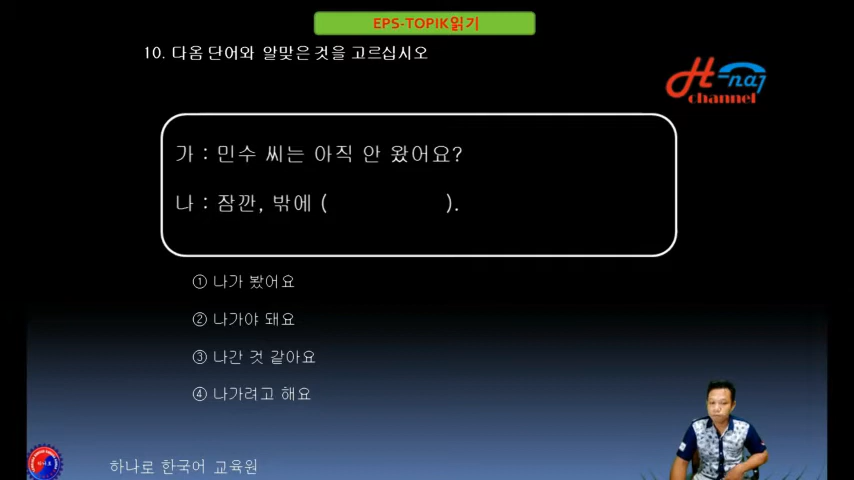 EPS-TOPIK읽기
10. 다옴 단어와 알맞은 것을 고르십시오
H-naj
channel
가 : 민수 씨는 아직 안 왔어요?
나 : 잠깐, 밖에 ( ).
① 나가 봤어요
② 나가야 돼요
③ 나간 것 같아요
④ 나가려고 해요
하나로 한국어 교육원